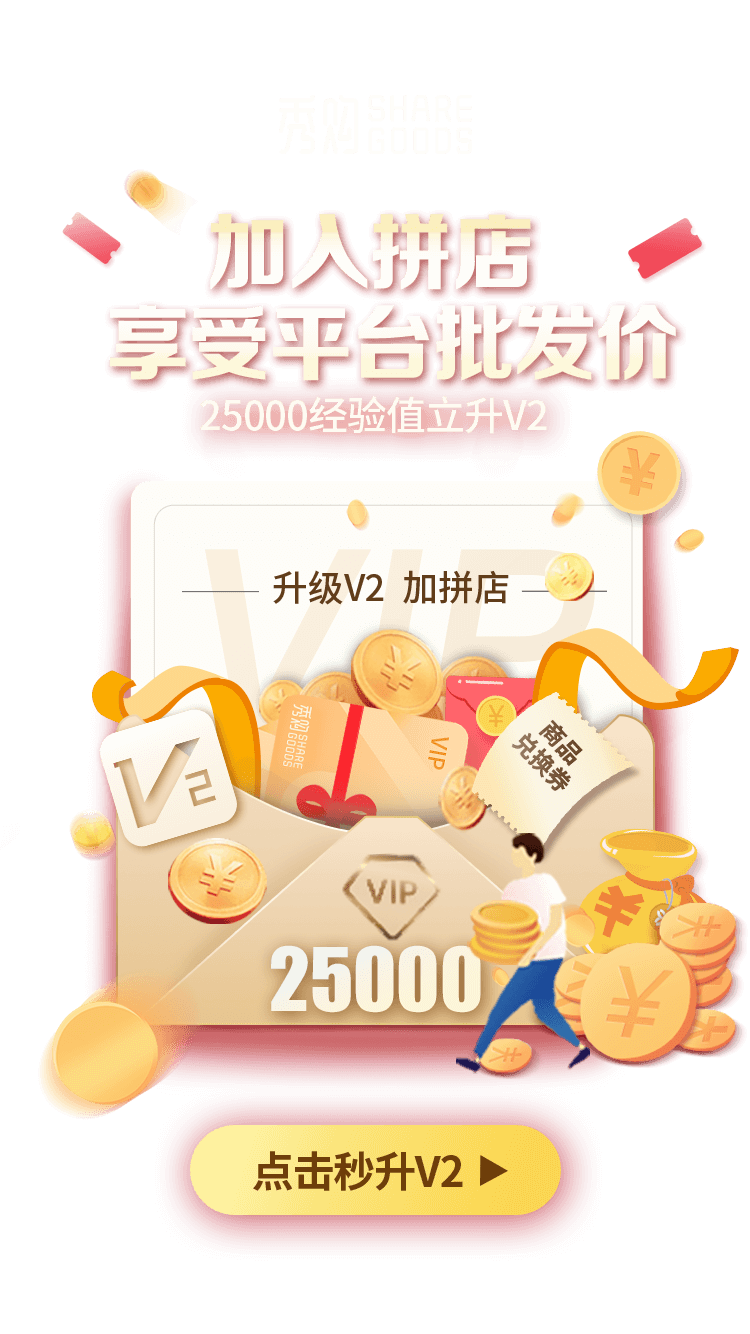 秀购 SHARE
GOODS
加入拼店
享受平台批发价
25000经验值立升V2
VIP
升级V2 加拼店
秀购 SHARE
GOODS
VIP
商品
兑换券
V2
VIP
25000
点击秒升V2